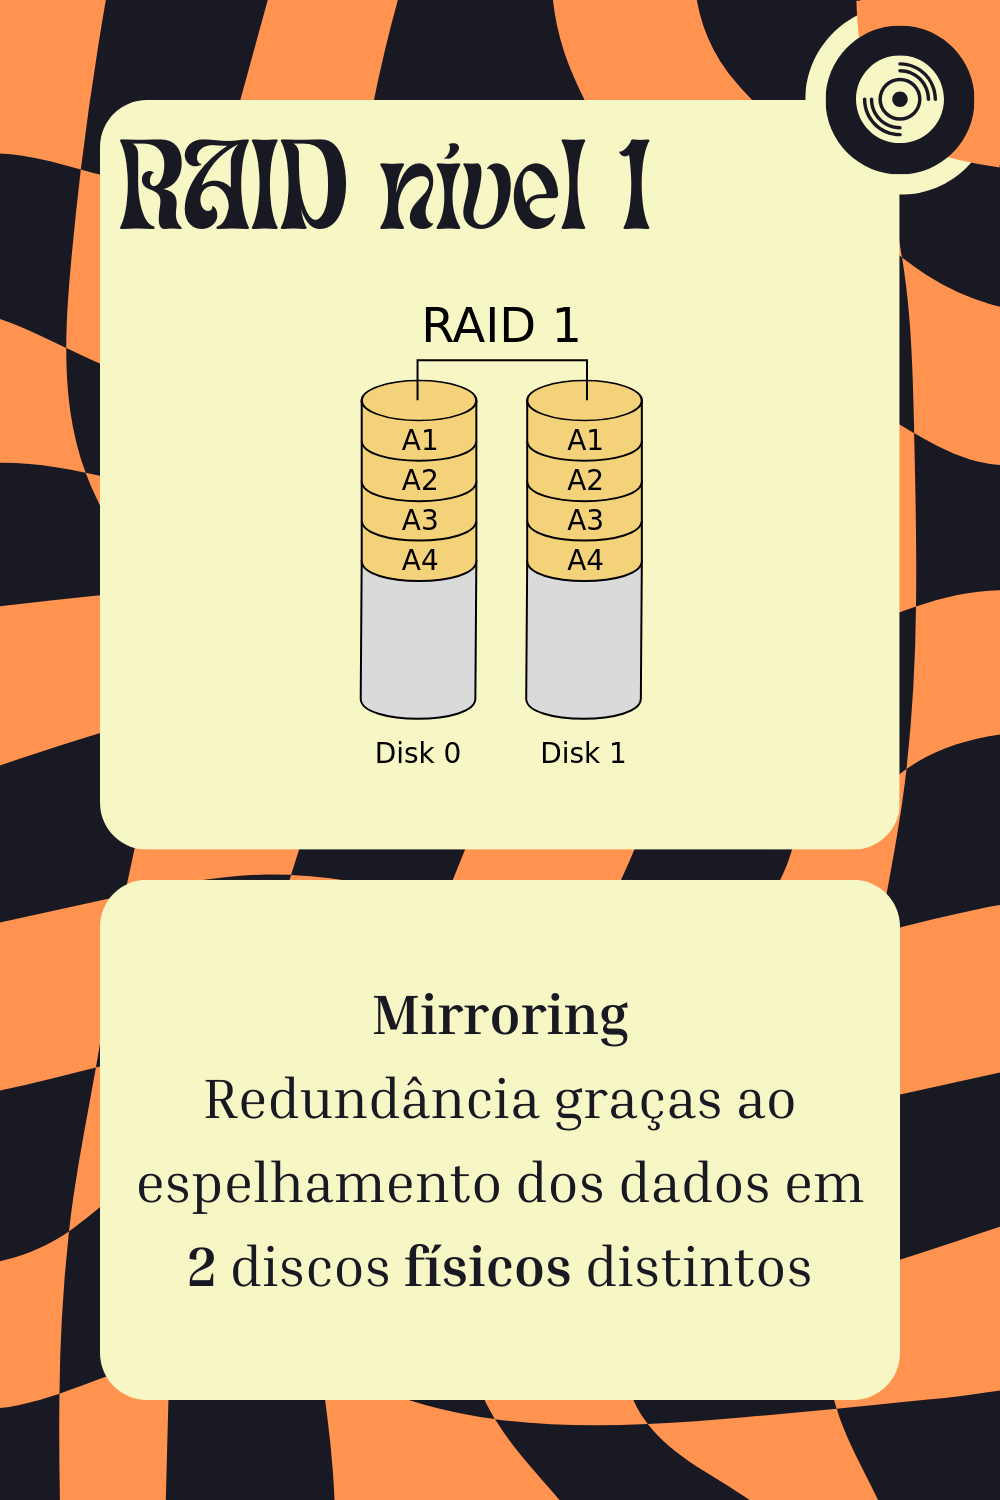 RAID nível 1
RAID 1
A1 A1
A2 A2
A3 A3
A4 A4
Disk 0 Disk 1
Mirroring
Redundância graças ao
espelhamento dos dados em
2 discos físicos distintos